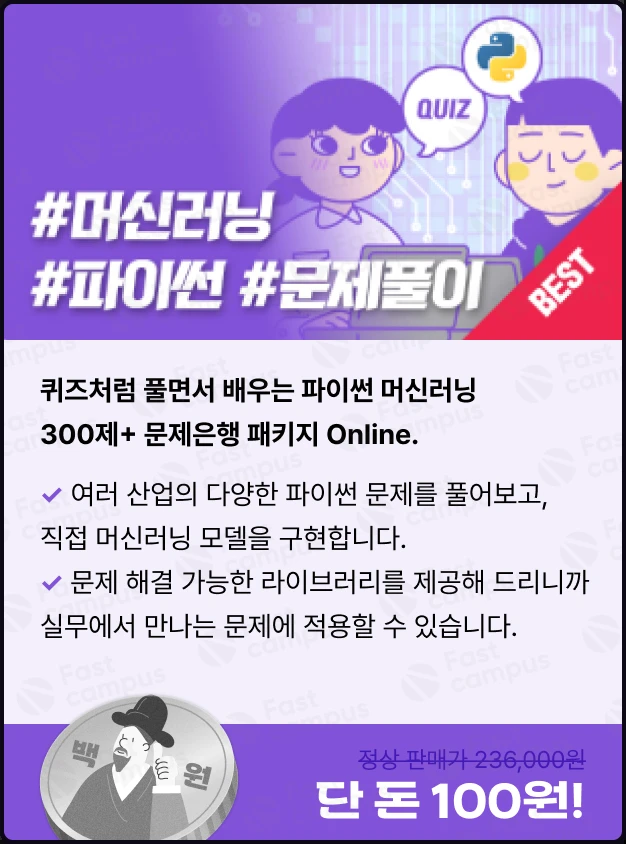 QUIZ
#머신러닝
#파이썬 #문제풀이
BEST
퀴즈처럼 풀면서 배우는 파이썬 머신러닝
300제+ 문제은행 패키지 Online.
✓ 여러 산업의 다양한 파이썬 문제를 풀어보고,
직접 머신러닝 모델을 구현합니다.
✓ 문제 해결 가능한 라이브러리를 제공해 드리니까
실무에서 만나는 문제에 적용할 수 있습니다.
Fast campus
백 원
정상 판매가 236,000원
단 돈 100원!